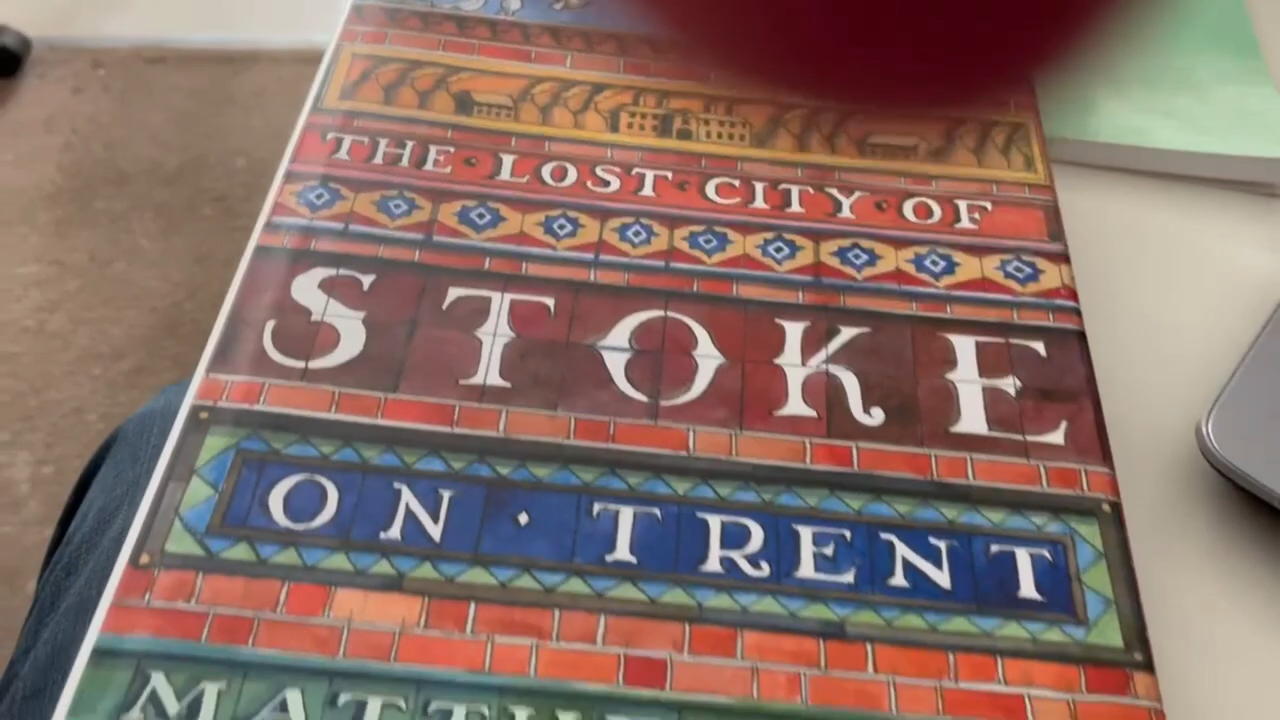 THE · LOST · CITY · OF
STOKE
ON · TRENT